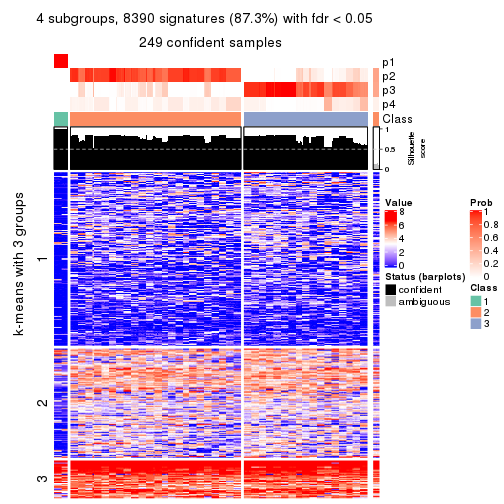 4 subgroups, 8390 signatures (87.3%) with fdr < 0.05
249 confident samples
p1
p2
p3
p4
Class
1
0.5
0
Silhouette
score
k-means with 3 groups
1
2
3
Value
8
6
4
2
0
Status (barplots)
confident
ambiguous
Prob
1
0.8
0.6
0.4
0.2
0
Class
1
2
3